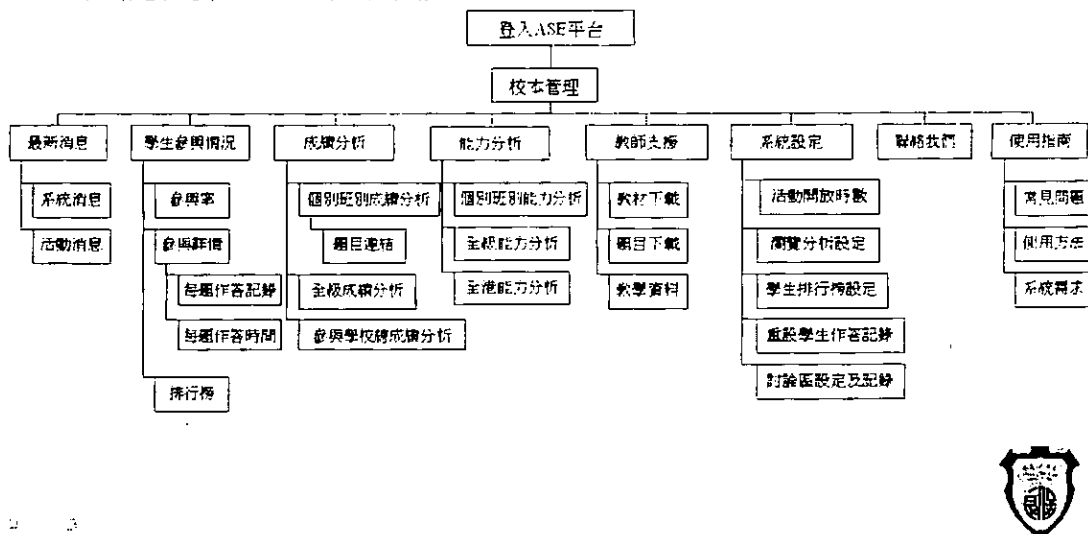 登入ASE平台
校本管理
最新消息
學生參與情況
成績分析
能力分析
教師支援
系統設定
聯絡我們
使用指南
系統消息
參與率
個別班別成績分析
個別班別能力分析
教材下載
活動開放時數
常見問題
活動消息
參與詳情
題目連結
全級能力分析
題目下載
瀏覽分析設定
使用方法
每題作答記錄
全級成績分析
全港能力分析
教學資料
學生排行榜設定
系統需求
每題作答時間
參與學校總成績分析
重設學生作答記錄
排行榜
討論區設定及記錄